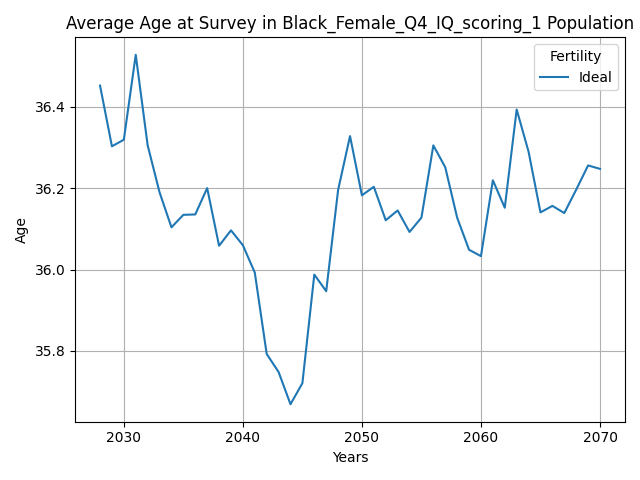 Average Age at Survey in Black_Female_Q4_IQ_scoring_1 Population
Fertility
Ideal
36.4
36.2
36.0
35.8
Age
2030 2040 2050 2060 2070
Years